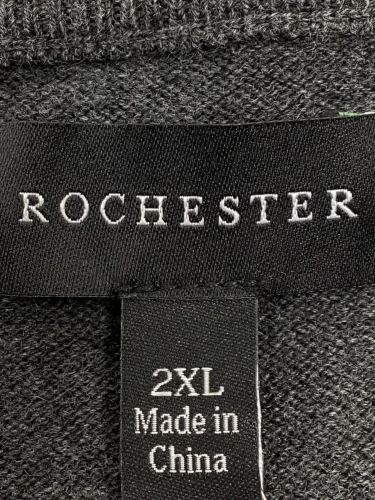 ROCHESTER
2XL
Made in
China